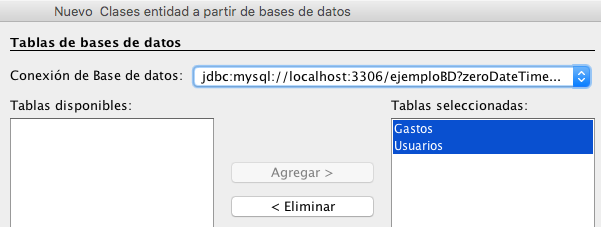 Nuevo Clases entidad a partir de bases de datos
Tablas de bases de datos
Conexión de Base de datos: jdbc:mysql://localhost:3306/ejemploBD?zeroDateTime...
Tablas disponibles: Tablas seleccionadas:
Gastos
Usuarios
Agregar >
< Eliminar